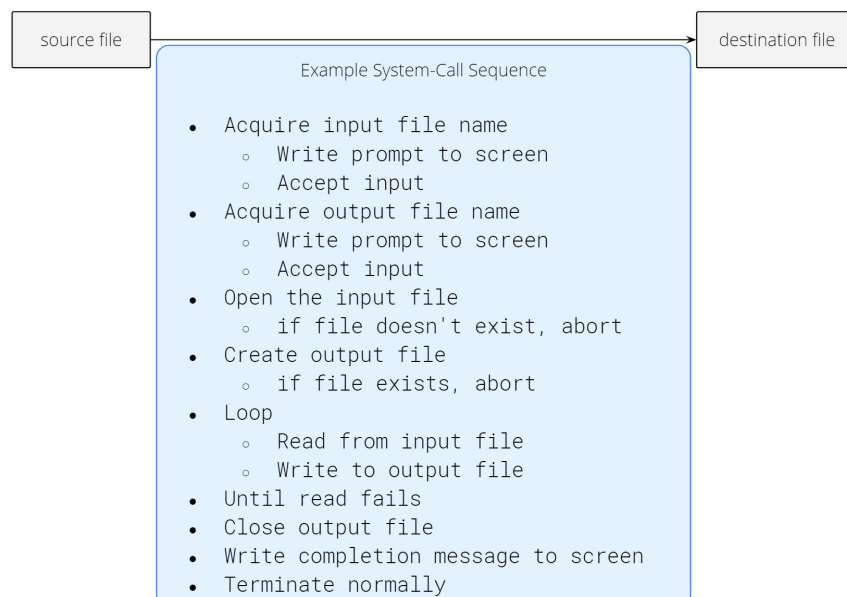 source file
destination file
Example System-Call Sequence
• Acquire input file name
◦ Write prompt to screen
◦ Accept input
• Acquire output file name
◦ Write prompt to screen
◦ Accept input
• Open the input file
◦ if file doesn't exist, abort
• Create output file
◦ if file exists, abort
• Loop
◦ Read from input file
◦ Write to output file
• Until read fails
• Close output file
• Write completion message to screen
• Terminate normally